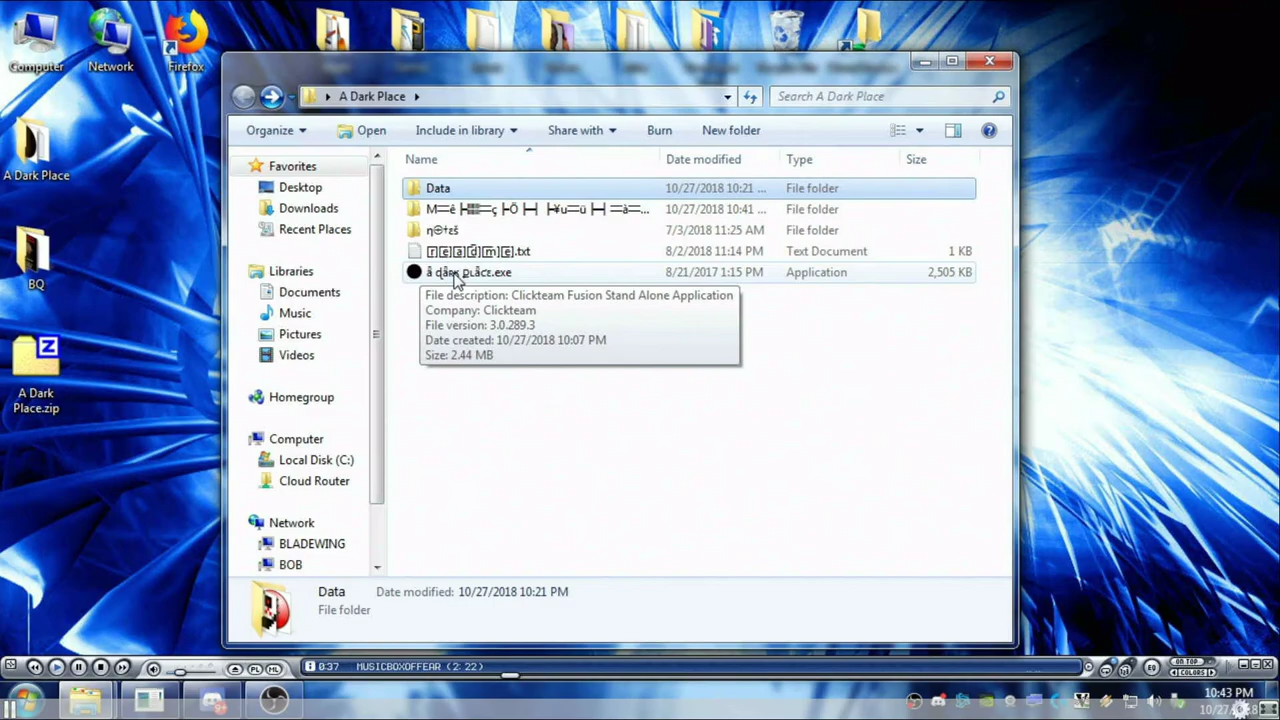 Computer
Network
Firefox
A Dark Place
BQ
A Dark
Place.zip
A Dark Place
Search A Dark Place
Organize
Open
Include in library
Share with
Burn
New folder
Name
Date modified
Type
Size
Data
10/27/2018 10:21 ...
File folder
10/27/2018 10:41 ...
File folder
η⊕†εš
7/3/2018 11:25 AM
File folder
r e a d m e.txt
8/2/2018 11:14 PM
Text Document
1 KB
.exe
8/21/2017 1:15 PM
Application
2,505 KB
File description: Clickteam Fusion Stand Alone Application
Company: Clickteam
File version: 3.0.289.3
Date created: 10/27/2018 10:07 PM
Size: 2.44 MB
Favorites
Desktop
Downloads
Recent Places
Libraries
Documents
Music
Pictures
Videos
Homegroup
Computer
Local Disk (C:)
Cloud Router
Network
BLADEWING
BOB
Data
Date modified: 10/27/2018 10:21 PM
File folder
PL
ML
0:37 MUSICBOXOFFEAR (2: 22)
EQ
ON TOP
COLORS
10:43 PM
10/27/2018